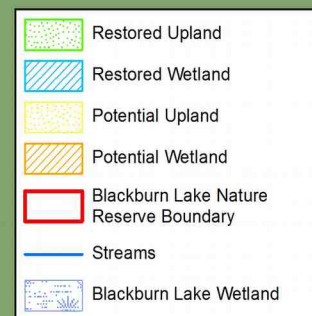 Restored Upland
Restored Wetland
Potential Upland
Potential Wetland
Blackburn Lake Nature
Reserve Boundary
Streams
Blackburn Lake Wetland